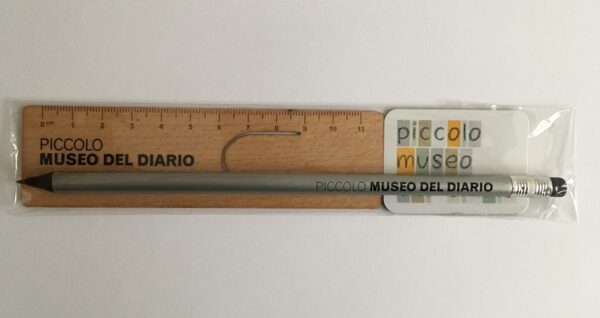 0 mm 1 2 3 4 5 6 7 8 9 10 11
PICCOLO
MUSEO DEL DIARIO
piccolo
museo
PICCOLO MUSEO DEL DIARIO